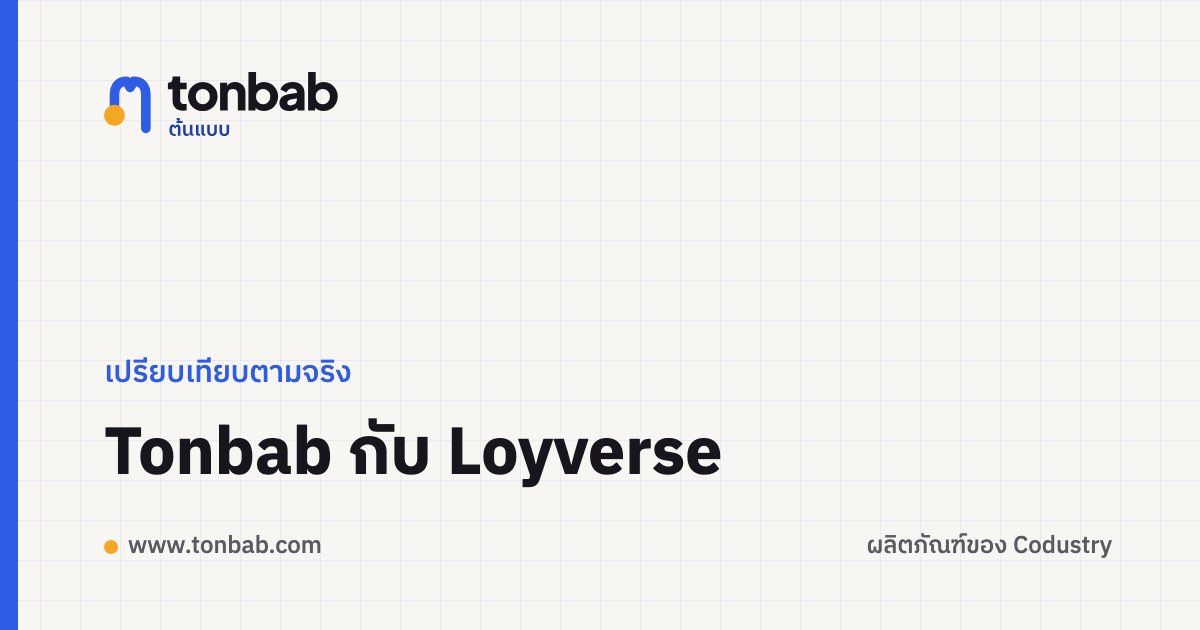 tonbab
ต้นแบบ
เปรียบเทียบตามจริง
Tonbab กับ Loyverse
www.tonbab.com
ผลิตภัณฑ์ของ Codustry